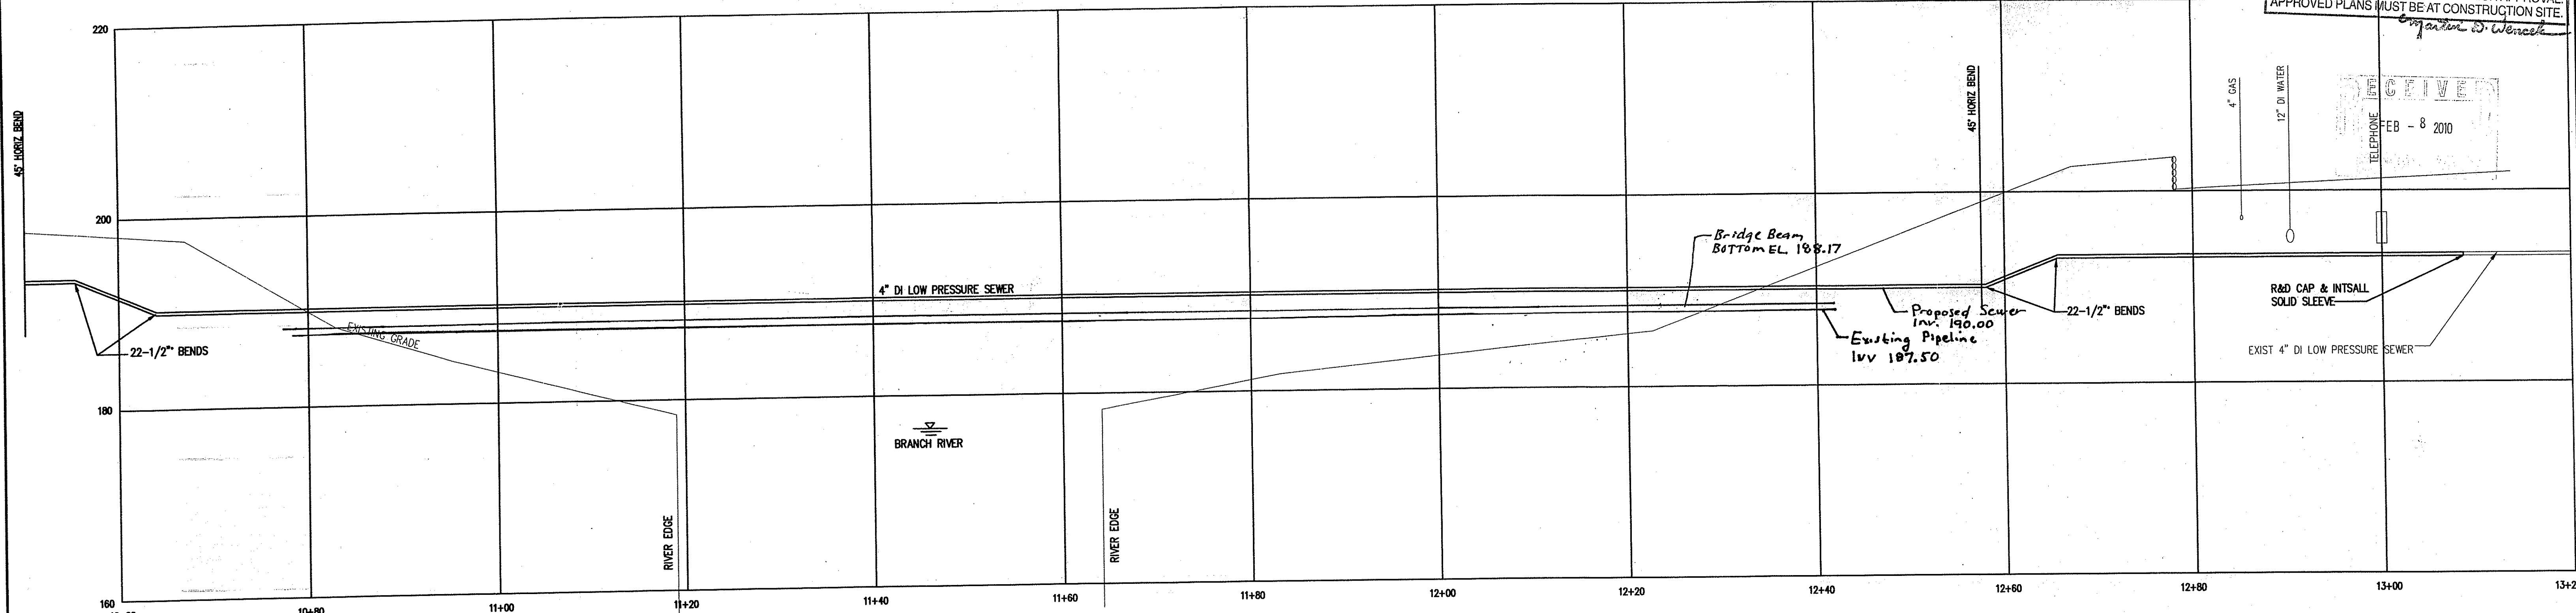 APPROVED PLANS MUST BE AT CONSTRUCTION SITE.
Martin D. Wencek
220
200
180
160
45° HORIZ BEND
22-1/2"° BENDS
EXISTING GRADE
4" DI LOW PRESSURE SEWER
RIVER EDGE
BRANCH RIVER
RIVER EDGE
Bridge Beam
BOTTOM EL. 188.17
Proposed Sewer
Inv. 190.00
Existing Pipeline
INV 187.50
45° HORIZ BEND
22-1/2"° BENDS
4" GAS
12" DI WATER
TELEPHONE
FEB - 8 2010
R&D CAP & INTSALL
SOLID SLEEVE
EXIST 4" DI LOW PRESSURE SEWER
10+80
11+00
11+20
11+40
11+60
11+80
12+00
12+20
12+40
12+60
12+80
13+00